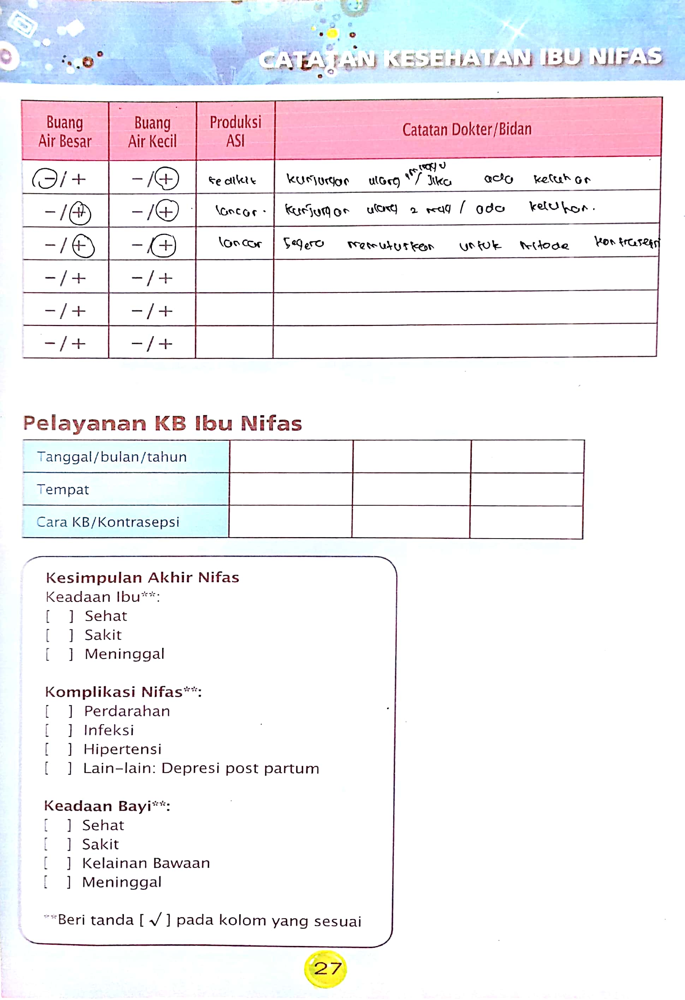 CATATAN KESEHATAN IBU NIFAS
Buang Air Besar
Buang Air Kecil
Produksi ASI
Catatan Dokter/Bidan
- / + - / + sedikit kunjungan ulang minggu / Jika ada keluhan
- / + - / + lancar. kunjungan ulang 2 mgg / ada keluhan.
- / + - / + lancar Segera memutuskan untuk mitode kontrasepsi
- / + - / +
- / + - / +
- / + - / +
Pelayanan KB Ibu Nifas
Tanggal/bulan/tahun
Tempat
Cara KB/Kontrasepsi
Kesimpulan Akhir Nifas
Keadaan Ibu**:
[ ] Sehat
[ ] Sakit
[ ] Meninggal
Komplikasi Nifas**:
[ ] Perdarahan
[ ] Infeksi
[ ] Hipertensi
[ ] Lain-lain: Depresi post partum
Keadaan Bayi**:
[ ] Sehat
[ ] Sakit
[ ] Kelainan Bawaan
[ ] Meninggal
**Beri tanda [ √ ] pada kolom yang sesuai
27